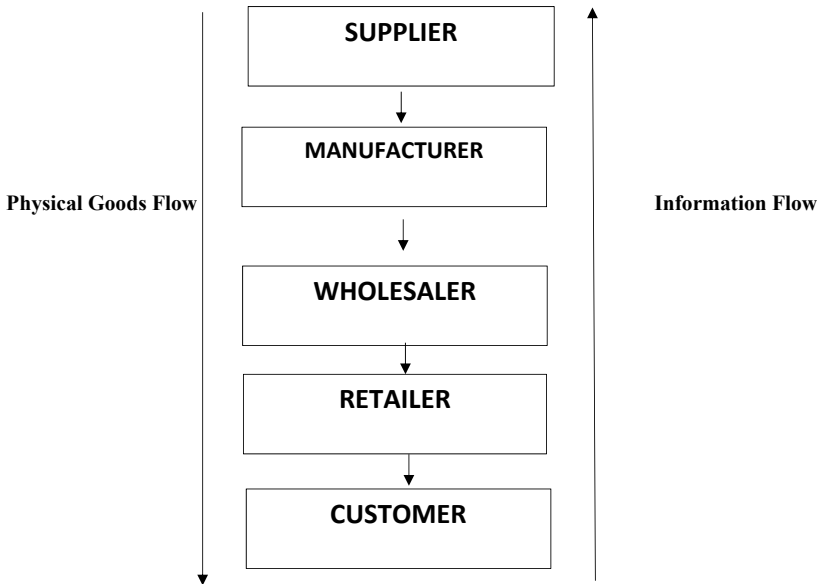 SUPPLIER
MANUFACTURER
Physical Goods Flow
Information Flow
WHOLESALER
RETAILER
CUSTOMER